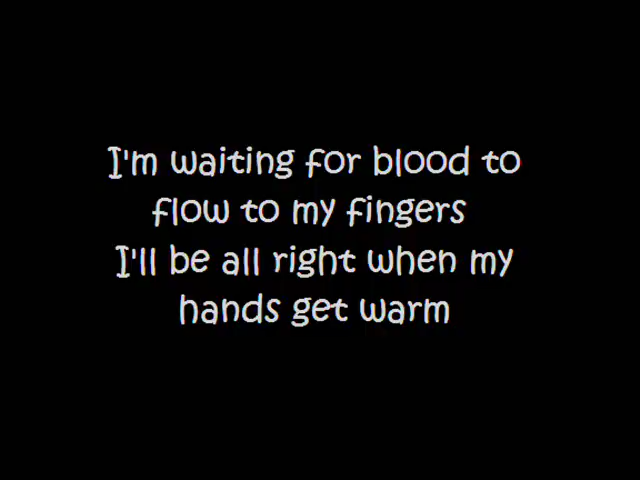 I'm waiting for blood to
flow to my fingers
I'll be all right when my
hands get warm